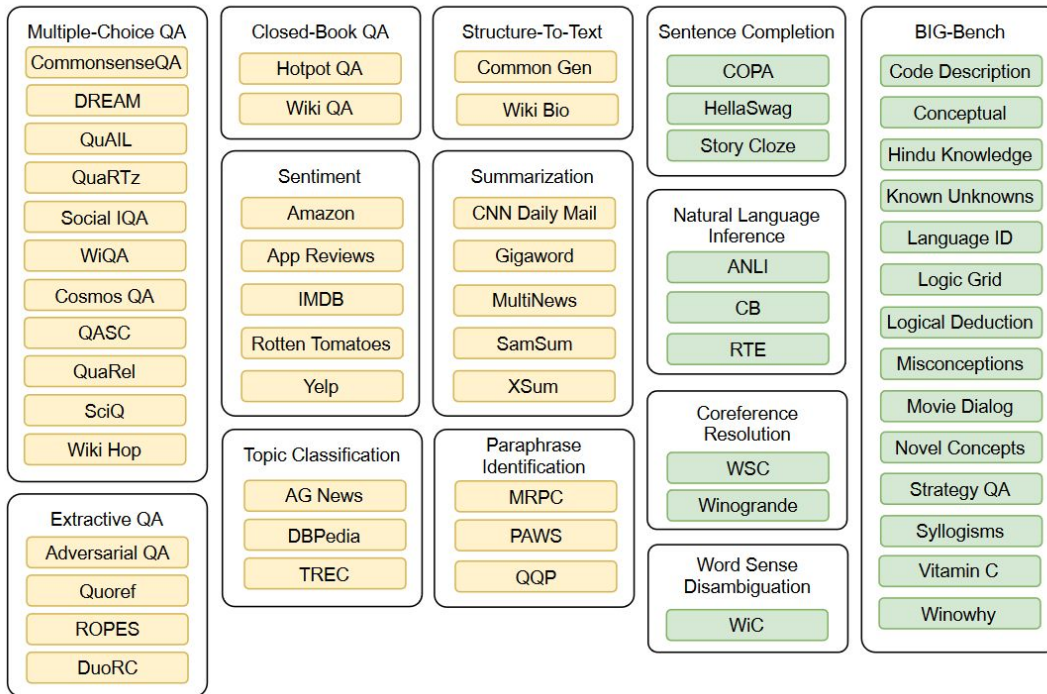 Multiple-Choice QA
CommonsenseQA
DREAM
QuAIL
QuaRTz
Social IQA
WiQA
Cosmos QA
QASC
QuaRel
SciQ
Wiki Hop
Extractive QA
Adversarial QA
Quoref
ROPES
DuoRC
Closed-Book QA
Hotpot QA
Wiki QA
Sentiment
Amazon
App Reviews
IMDB
Rotten Tomatoes
Yelp
Topic Classification
AG News
DBPedia
TREC
Structure-To-Text
Common Gen
Wiki Bio
Summarization
CNN Daily Mail
Gigaword
MultiNews
SamSum
XSum
Paraphrase
Identification
MRPC
PAWS
QQP
Sentence Completion
COPA
HellaSwag
Story Cloze
Natural Language
Inference
ANLI
CB
RTE
Coreference
Resolution
WSC
Winogrande
Word Sense
Disambiguation
WiC
BIG-Bench
Code Description
Conceptual
Hindu Knowledge
Known Unknowns
Language ID
Logic Grid
Logical Deduction
Misconceptions
Movie Dialog
Novel Concepts
Strategy QA
Syllogisms
Vitamin C
Winowhy